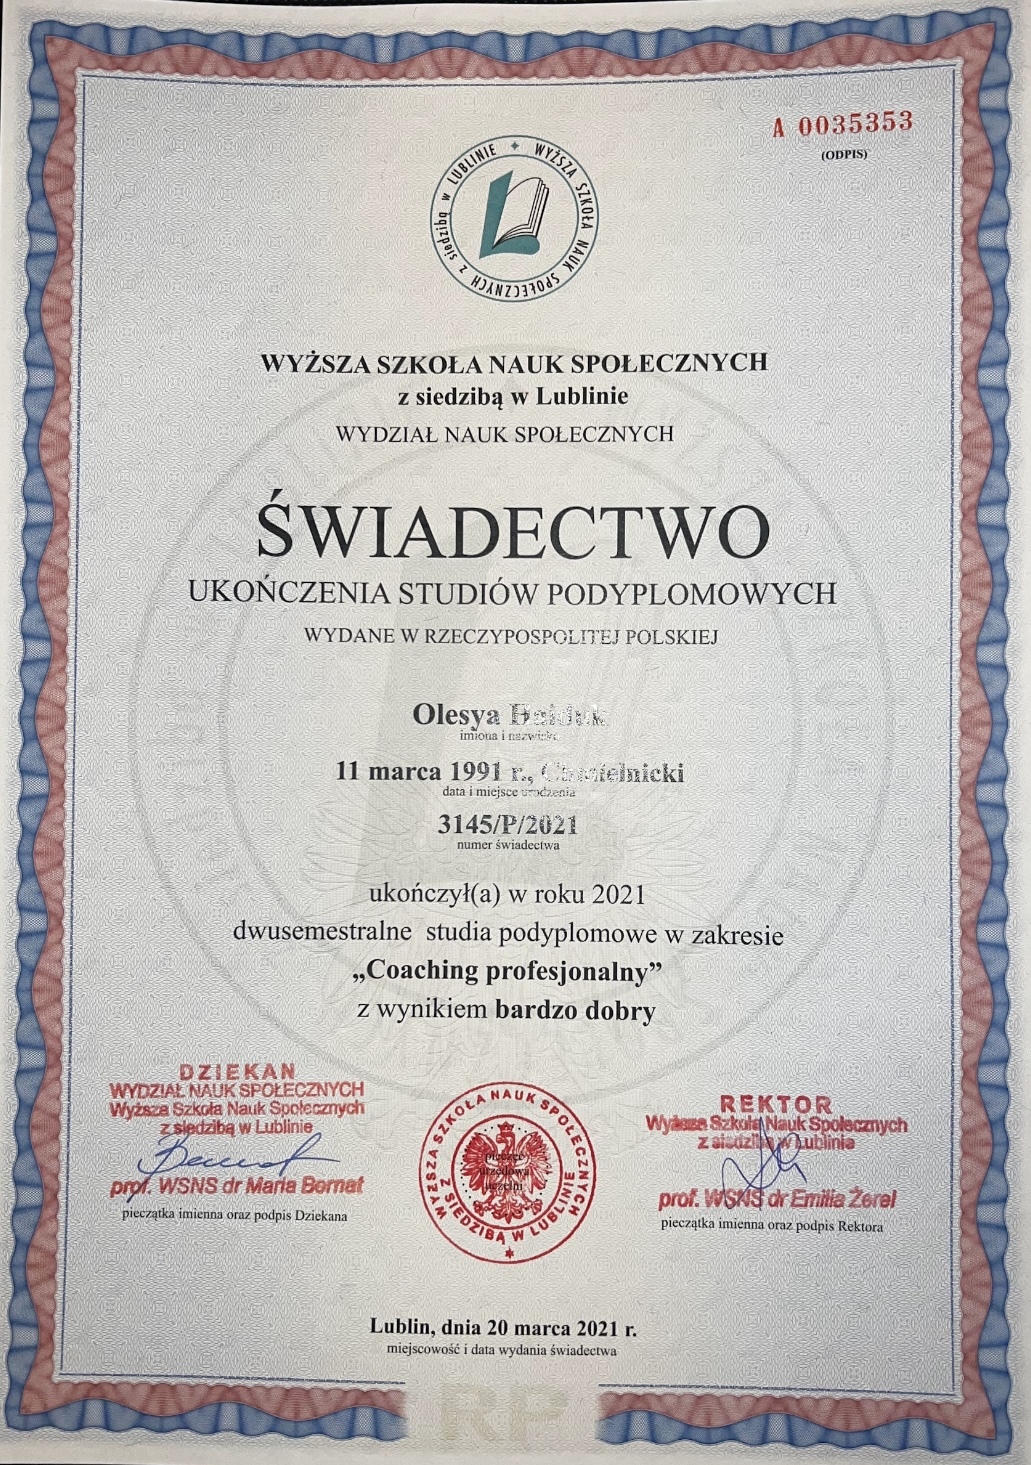 A 0035353
(ODPIS)
WYŻSZA SZKOŁA NAUK SPOŁECZNYCH z siedzibą w LUBLINIE
WYŻSZA SZKOŁA NAUK SPOŁECZNYCH
z siedzibą w Lublinie
WYDZIAŁ NAUK SPOŁECZNYCH
ŚWIADECTWO
UKOŃCZENIA STUDIÓW PODYPLOMOWYCH
WYDANE W RZECZYPOSPOLITEJ POLSKIEJ
Olesya
imiona i nazwisko
11 marca 1991 r.,
data i miejsce urodzenia
3145/P/2021
numer świadectwa
ukończył(a) w roku 2021
dwusemestralne studia podyplomowe w zakresie
„Coaching profesjonalny”
z wynikiem bardzo dobry
DZIEKAN
WYDZIAŁ NAUK SPOŁECZNYCH
Wyższa Szkoła Nauk Społecznych
z siedzibą w Lublinie
prof. WSNS dr Maria Bernat
pieczątka imienna oraz podpis Dziekana
WYŻSZA SZKOŁA NAUK SPOŁECZNYCH
Z SIEDZIBĄ W LUBLINIE
pieczęć
urzędowa
uczelni
REKTOR
Wyższa Szkoła Nauk Społecznych
z siedzibą w Lublinie
prof. WSNS dr Emilia Żerel
pieczątka imienna oraz podpis Rektora
Lublin, dnia 20 marca 2021 r.
miejscowość i data wydania świadectwa